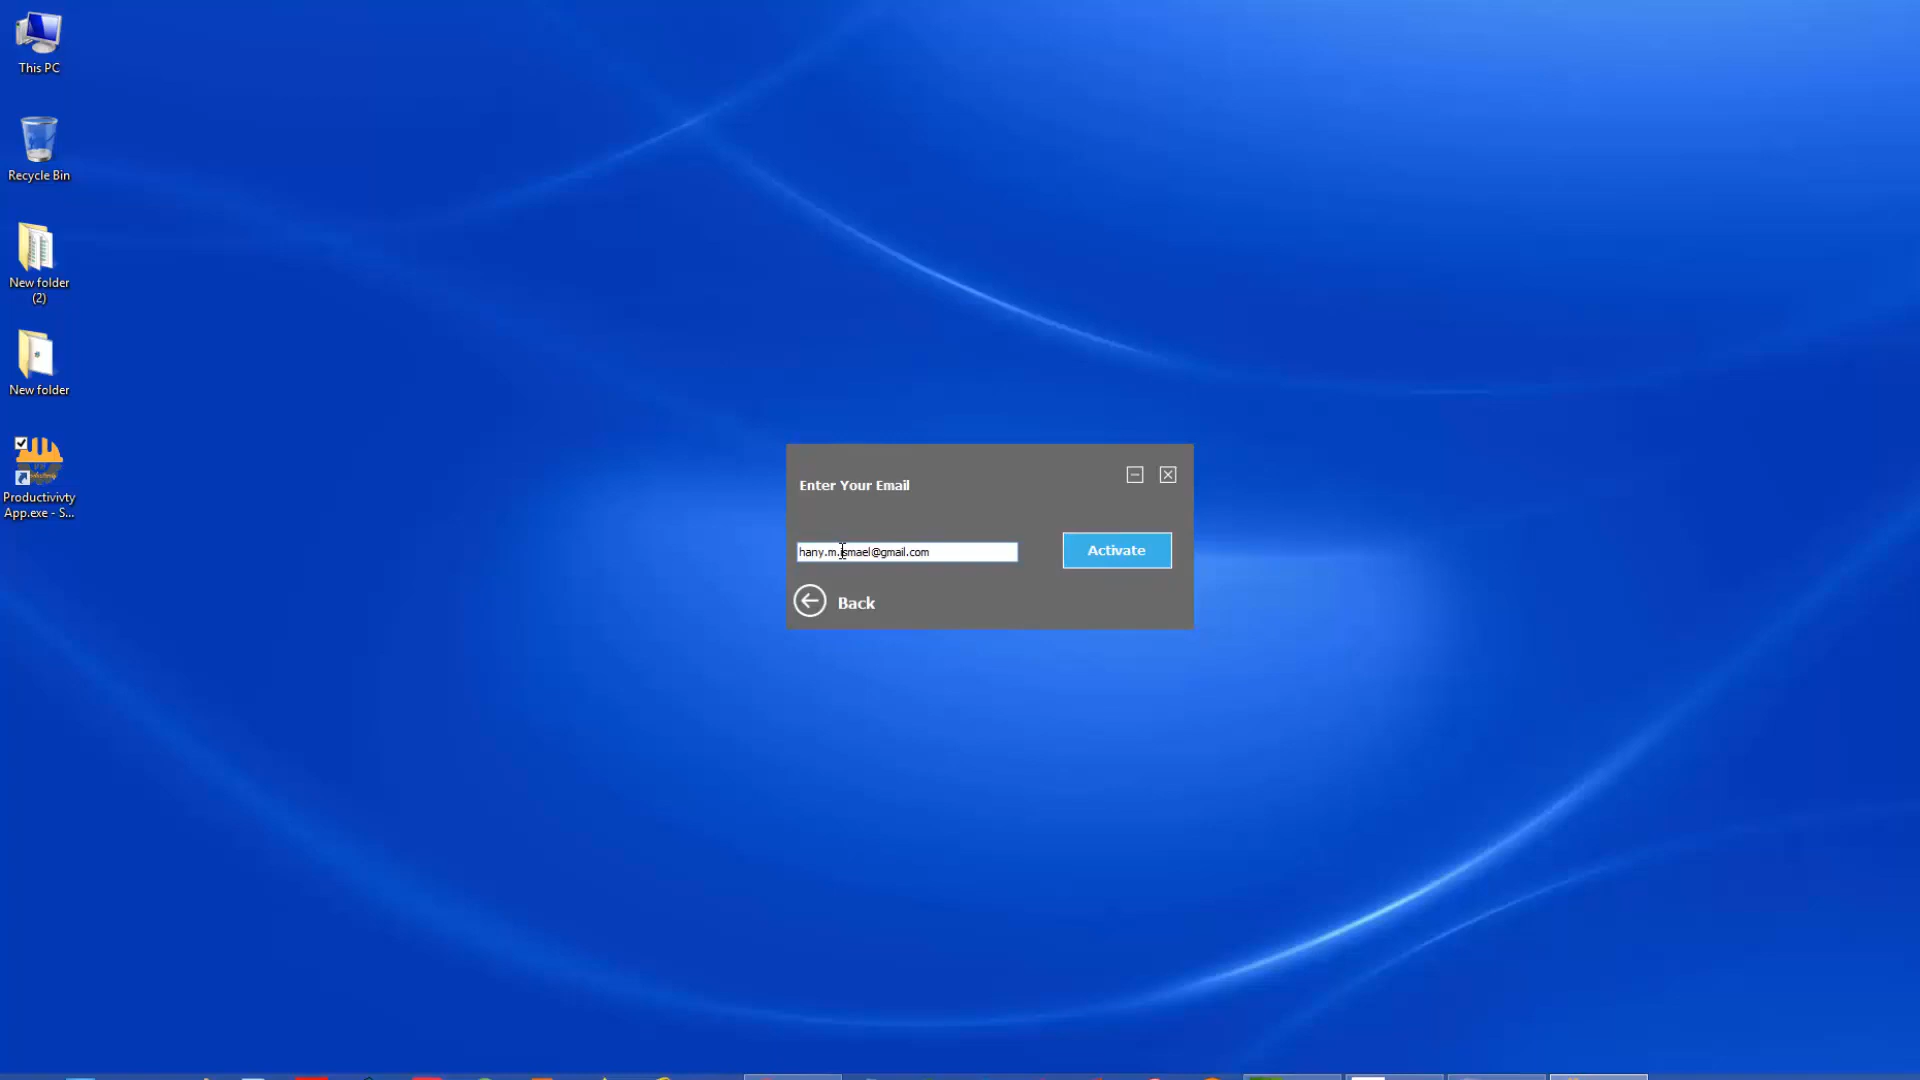 This PC
Recycle Bin
New folder
(2)
New folder
Productivivty
App.exe - S...
Enter Your Email
hany.m.ismael@gmail.com
Activate
Back